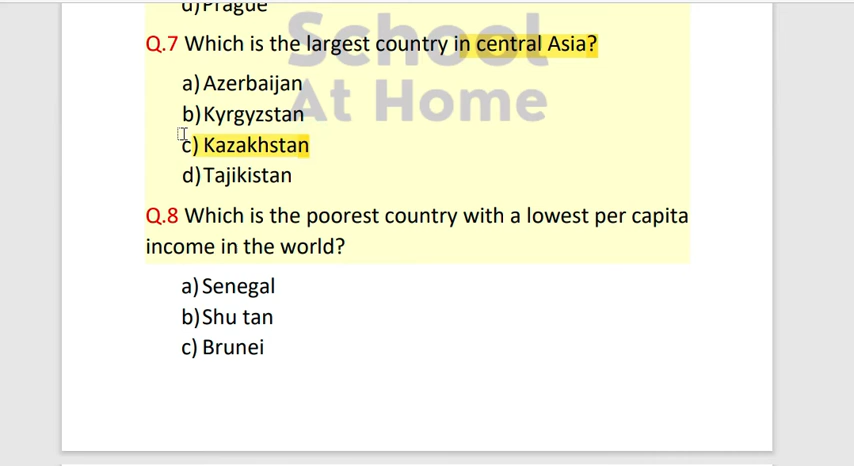 d) Prague
Q.7 Which is the largest country in central Asia?
a) Azerbaijan
b) Kyrgyzstan
c) Kazakhstan
d) Tajikistan
Q.8 Which is the poorest country with a lowest per capita
income in the world?
a) Senegal
b) Shu tan
c) Brunei
School
At Home